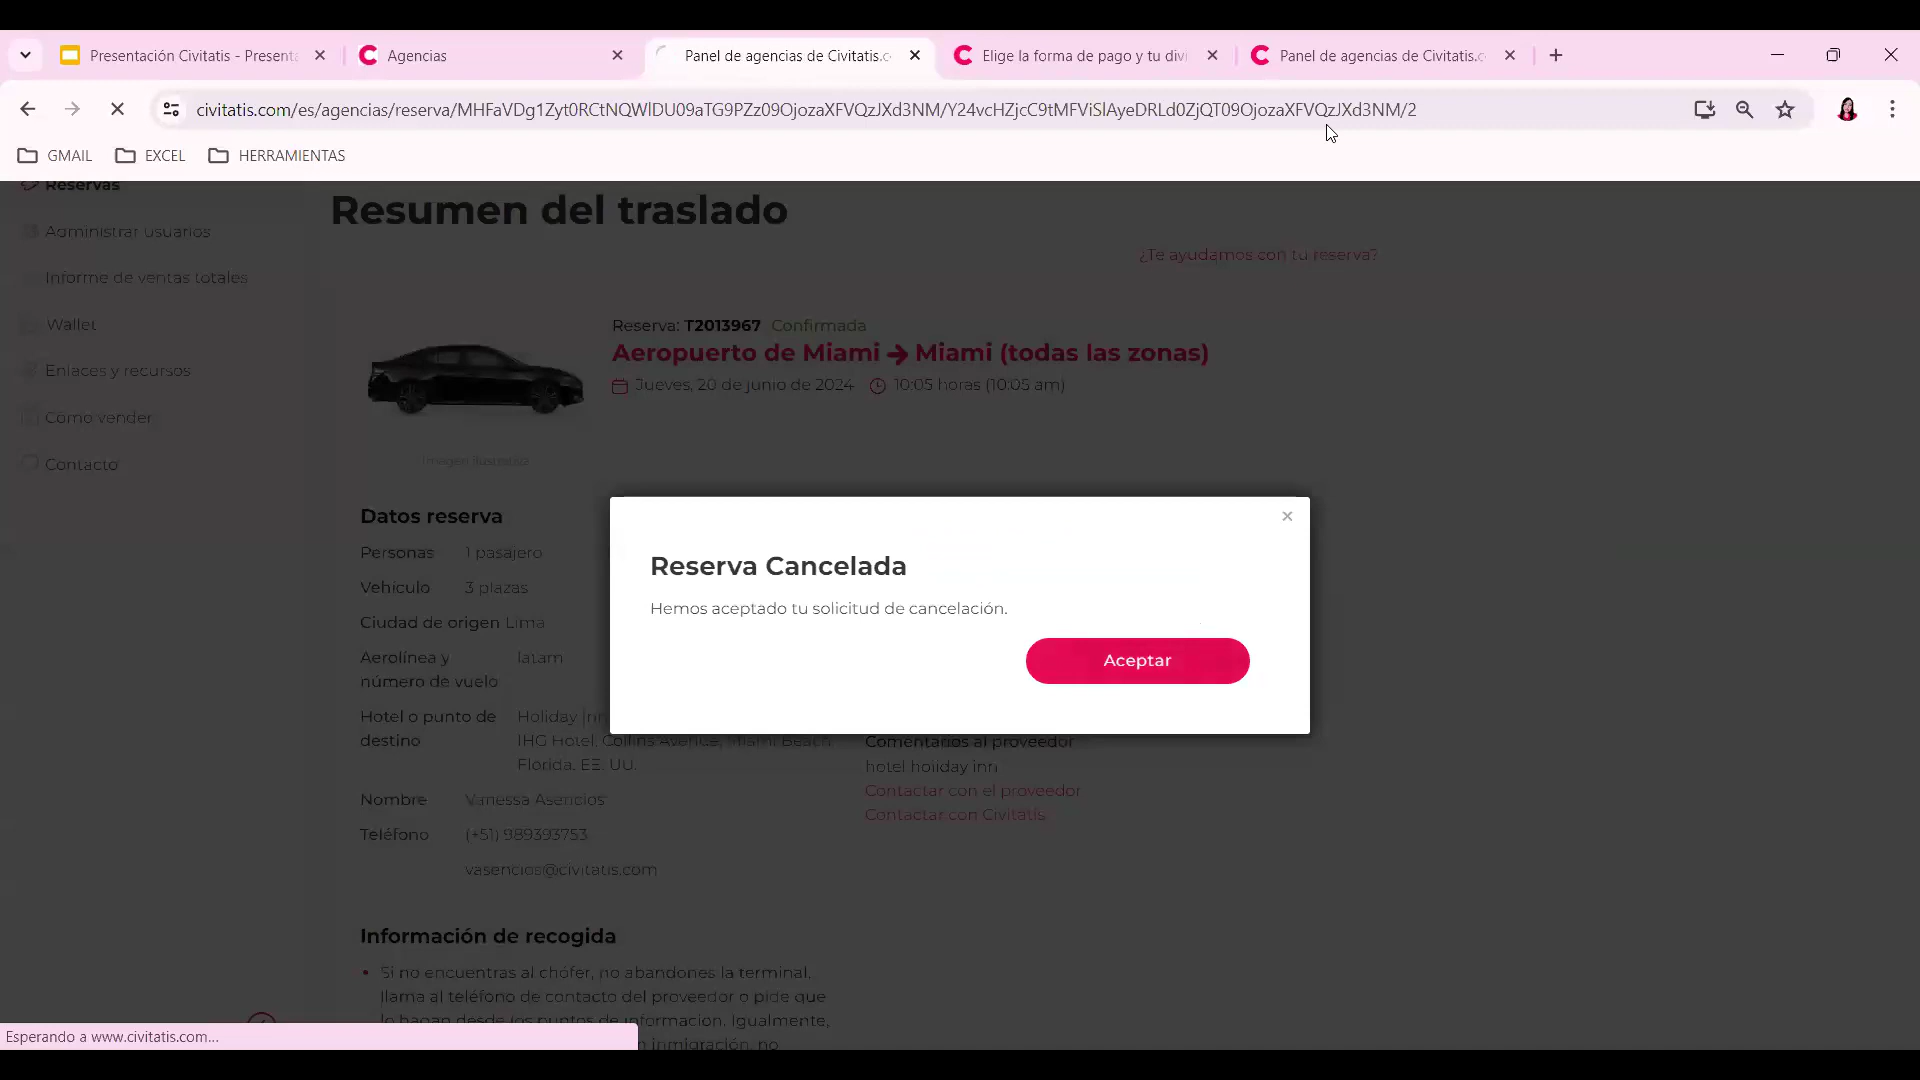 Presentación Civitatis - Presenta
Agencias
Panel de agencias de Civitatis.c
Elige la forma de pago y tu divi
Panel de agencias de Civitatis.c
civitatis.com/es/agencias/reserva/MHFaVDg1Zyt0RCtNQWlDU09aTG9PZz09OjozaXFVQzJXd3NM/Y24vcHZjcC9tMFViSlAyeDRLd0ZjQT09OjozaXFVQzJXd3NM/2
GMAIL
EXCEL
HERRAMIENTAS
Reservas
Administrar usuarios
Informe de ventas totales
Wallet
Enlaces y recursos
Cómo vender
Contacto
Resumen del traslado
¿Te ayudamos con tu reserva?
Reserva: T2013967 Confirmada
Aeropuerto de Miami → Miami (todas las zonas)
Jueves, 20 de junio de 2024 10:05 horas (10:05 am)
Imagen ilustrativa
Datos reserva
Personas 1 pasajero
Vehículo 3 plazas
Ciudad de origen Lima
Aerolínea y latam
número de vuelo
Hotel o punto de Holiday Inn
destino IHG Hotel, Collins Avenue, Miami Beach,
Florida, EE. UU.
Nombre Vanessa Asencios
Teléfono (+51) 989393753
vasencios@civitatis.com
Reserva Cancelada
Hemos aceptado tu solicitud de cancelación.
Aceptar
Comentarios al proveedor
hotel holiday inn
Contactar con el proveedor
Contactar con Civitatis
Información de recogida
Si no encuentras al chófer, no abandones la terminal,
llama al teléfono de contacto del proveedor o pide que
lo hagan desde los puntos de información. Igualmente,
inmigración, no
Esperando a www.civitatis.com...